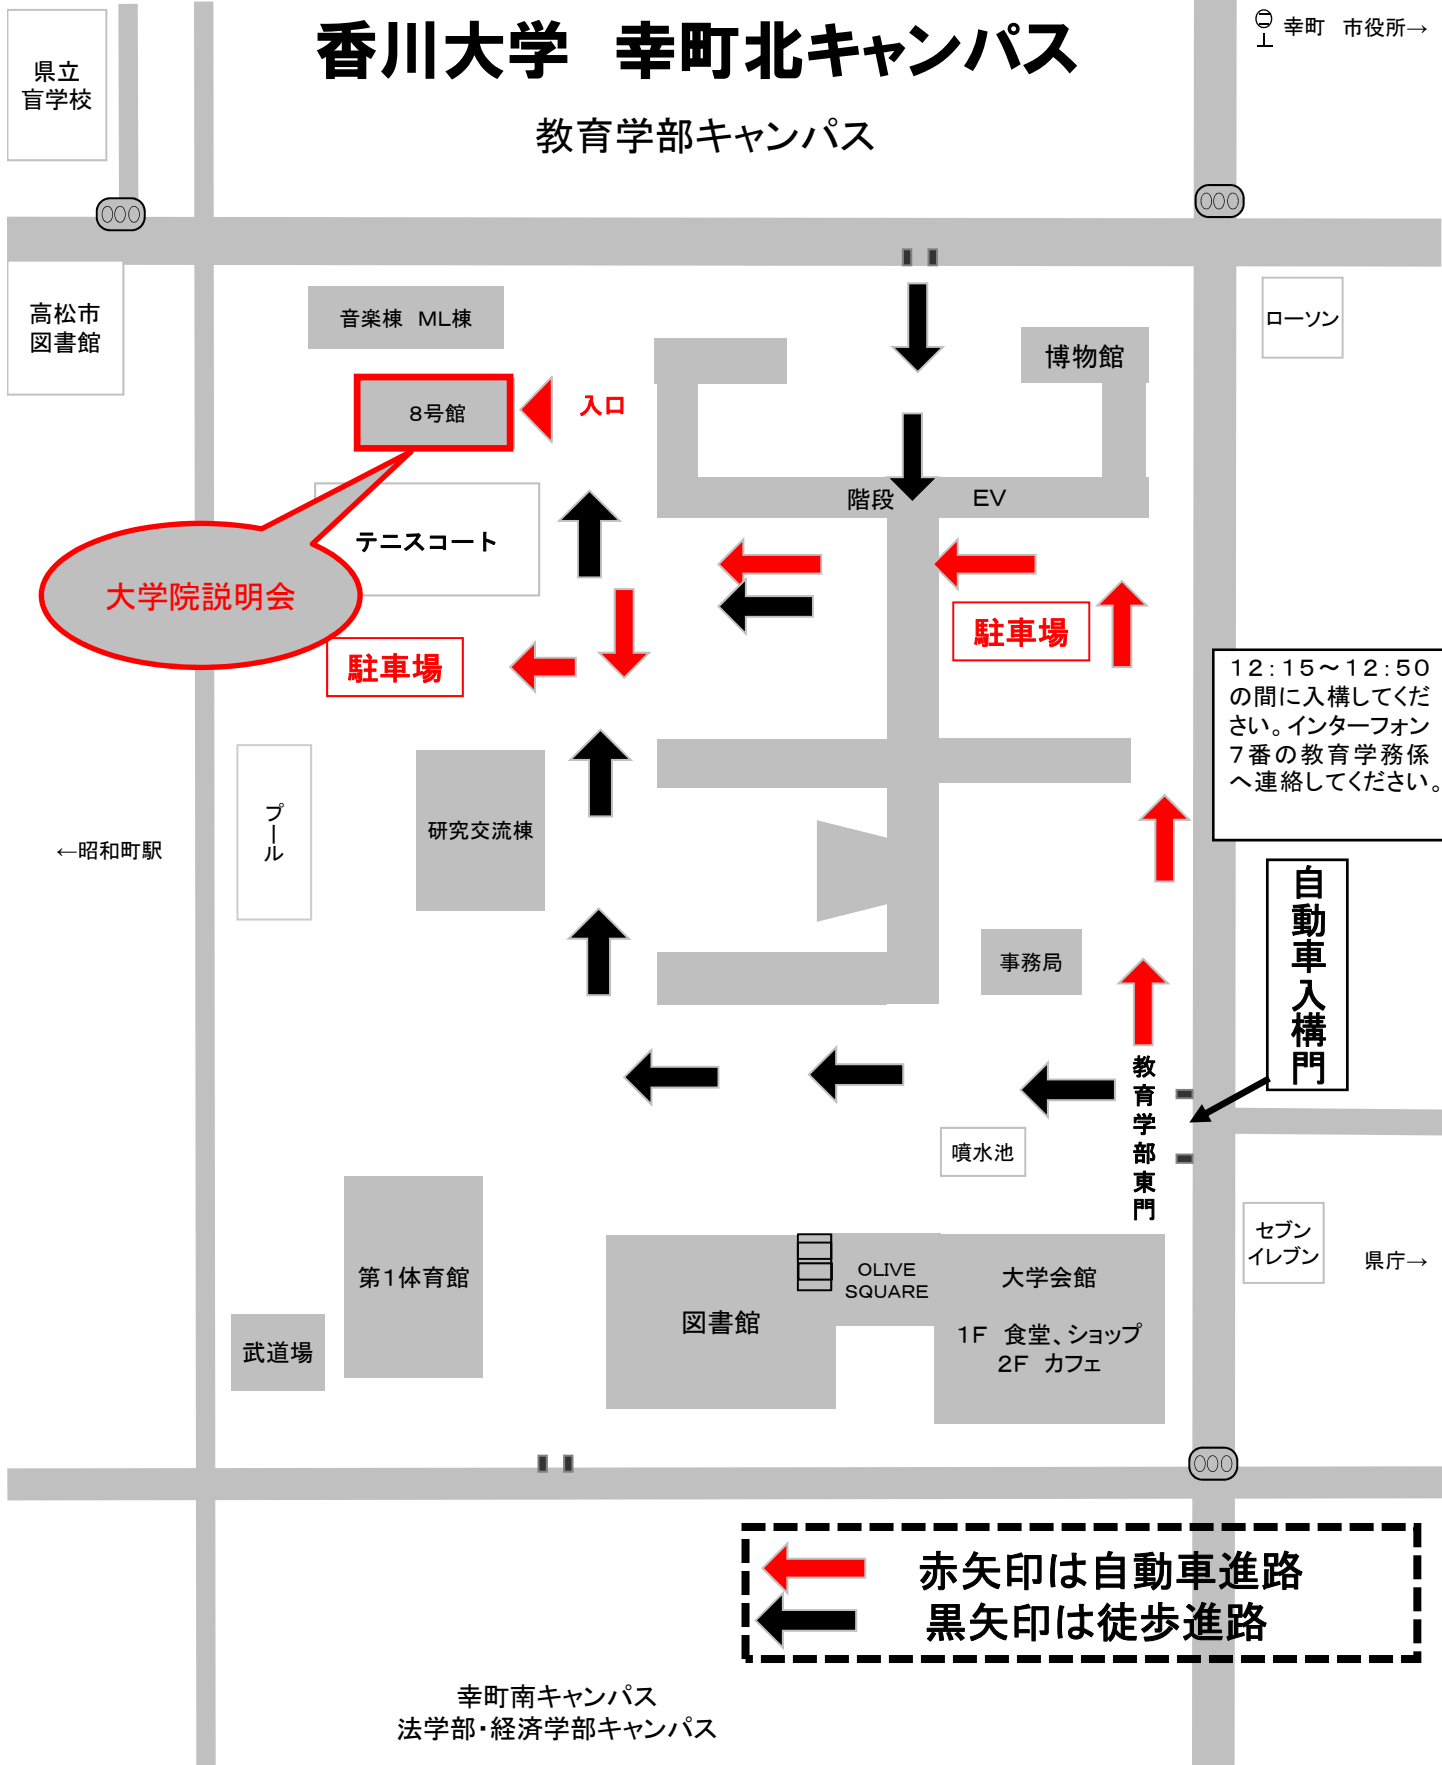 香川大学　幸町北キャンパス
教育学部キャンパス
幸町　市役所→
県立
盲学校
高松市
図書館
音楽棟　ML棟
博物館
ローソン
8号館
入口
階段
EV
テニスコート
大学院説明会
駐車場
駐車場
12：15～12：50
の間に入構してくだ
さい。インターフォン
7番の教育学務係
へ連絡してください。
プール
研究交流棟
←昭和町駅
自動車入構門
事務局
教育学部東門
噴水池
セブン
イレブン
県庁→
第1体育館
OLIVE
SQUARE
大学会館
1F　食堂、ショップ
2F　カフェ
図書館
武道場
赤矢印は自動車進路
黒矢印は徒歩進路
幸町南キャンパス
法学部・経済学部キャンパス